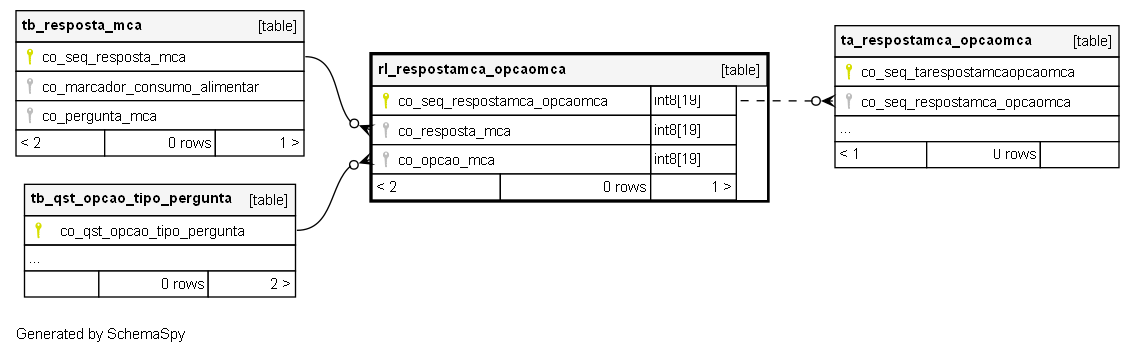 tb_resposta_mca [table]
co_seq_resposta_mca
co_marcador_consumo_alimentar
co_pergunta_mca
< 2 0 rows 1 >
tb_qst_opcao_tipo_pergunta [table]
co_qst_opcao_tipo_pergunta
...
0 rows 2 >
rl_respostamca_opcaomca [table]
co_seq_respostamca_opcaomca int8[19]
co_resposta_mca int8[19]
co_opcao_mca int8[19]
< 2 0 rows 1 >
ta_respostamca_opcaomca [table]
co_seq_tarespostamcaopcaomca
co_seq_respostamca_opcaomca
...
< 1 0 rows
Generated by SchemaSpy